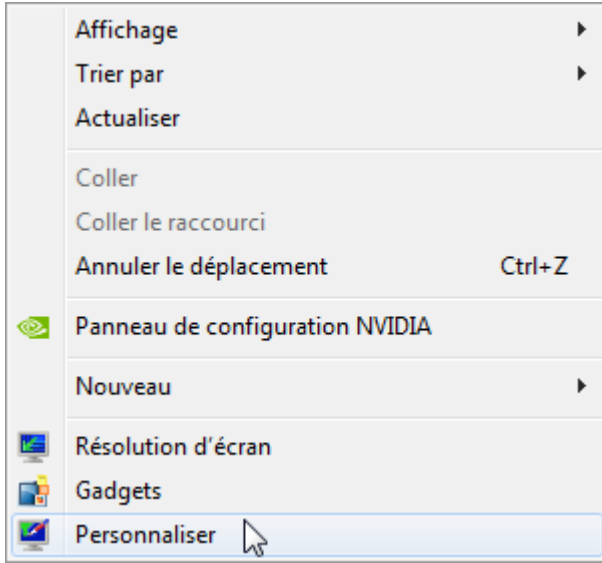 Affichage
Trier par
Actualiser
Coller
Coller le raccourci
Annuler le déplacement Ctrl+Z
Panneau de configuration NVIDIA
Nouveau
Résolution d'écran
Gadgets
Personnaliser